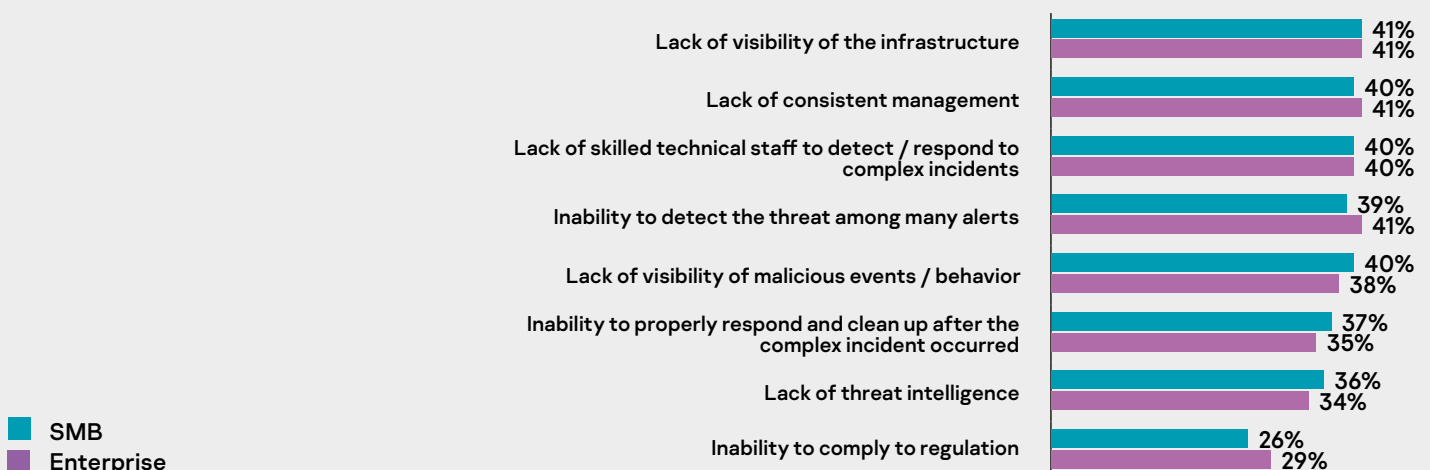 Lack of visibility of the infrastructure
41%
41%
Lack of consistent management
40%
41%
Lack of skilled technical staff to detect / respond to
complex incidents
40%
40%
Inability to detect the threat among many alerts
39%
41%
Lack of visibility of malicious events / behavior
40%
38%
Inability to properly respond and clean up after the
complex incident occurred
37%
35%
Lack of threat intelligence
36%
34%
Inability to comply to regulation
26%
29%
SMB
Enterprise